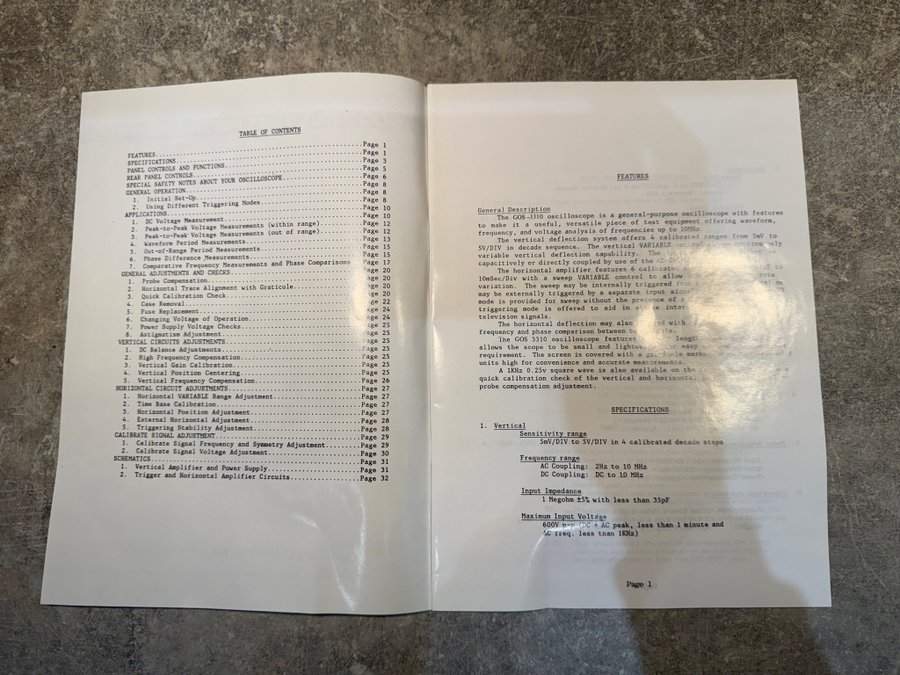 TABLE OF CONTENTS
FEATURES Page 1
SPECIFICATIONS Page 1
PANEL CONTROLS AND FUNCTIONS Page 3
REAR PANEL CONTROLS Page 5
SPECIAL SAFETY NOTES ABOUT YOUR OSCILLOSCOPE Page 6
GENERAL OPERATION Page 8
1. Initial Set-Up Page 8
2. Using Different Triggering Modes Page 8
APPLICATIONS Page 10
1. DC Voltage Measurement Page 10
2. Peak-to-Peak Voltage Measurements (within range) Page 12
3. Peak-to-Peak Voltage Measurements (out of range) Page 12
4. Waveform Period Measurements Page 13
5. Out-of-Range Period Measurements Page 15
6. Phase Difference Measurements Page 15
7. Comparative Frequency Measurements and Phase Comparisons Page 17
GENERAL ADJUSTMENTS AND CHECKS Page 20
1. Probe Compensation Page 20
2. Horizontal Trace Alignment with Graticule Page 20
3. Quick Calibration Check Page 20
4. Case Removal Page 22
5. Fuse Replacement Page 24
6. Changing Voltage of Operation Page 24
7. Power Supply Voltage Checks Page 25
8. Astigmatism Adjustment Page 25
VERTICAL CIRCUITS ADJUSTMENTS Page 25
1. DC Balance Adjustments Page 25
2. High Frequency Compensation Page 25
3. Vertical Gain Calibration Page 25
4. Vertical Position Centering Page 25
5. Vertical Frequency Compensation Page 26
HORIZONTAL CIRCUIT ADJUSTMENTS Page 27
1. Horizontal VARIABLE Range Adjustment Page 27
2. Time Base Calibration Page 27
3. Horizontal Position Adjustment Page 27
4. External Horizontal Adjustment Page 28
5. Triggering Stability Adjustment Page 28
CALIBRATE SIGNAL ADJUSTMENT Page 29
1. Calibrate Signal Frequency and Symmetry Adjustment Page 29
2. Calibrate Signal Voltage Adjustment Page 30
SCHEMATICS Page 31
1. Vertical Amplifier and Power Supply Page 31
2. Trigger and Horizontal Amplifier Circuits Page 32
FEATURES
General Description
The GOS-3310 oscilloscope is a general-purpose oscilloscope with features
to make it a useful, versatile piece of test equipment offering waveform,
frequency, and voltage analysis of frequencies up to 10MHz.
The vertical deflection system offers 4 calibrated ranges from 5mV to
5V/DIV in decade sequence. The vertical VARIABLE
variable vertical deflection capability. The
capacitively or directly coupled by use of the
The horizontal amplifier features 6 to
10mSec/Div with a sweep VARIABLE control to allow
variation. The sweep may be internally triggered
may be externally triggered by a separate input
mode is provided for sweep without the presence of a
triggering mode is offered to aid in
television signals.
The horizontal deflection may also with
frequency and phase comparison between
The GOS 3310 oscilloscope features
allows the scope to be small and for easy
requirement. The screen is covered with a
units high for convenience and accurate measurements.
A 1KHz 0.25v square wave is also available on the
quick calibration check of the vertical and
probe compensation adjustment.
SPECIFICATIONS
1. Vertical
Sensitivity range
5mV/DIV to 5V/DIV in 4 calibrated decade steps
Frequency range
AC Coupling: 2Hz to 10 MHz
DC Coupling: DC to 10 MHz
Input Impedance
1 Megohm ±5% with less than 35pF
Maximum Input Voltage
600V p-p (DC + AC peak, less than 1 minute and
AC freq. less than 1KHz)
Page 1